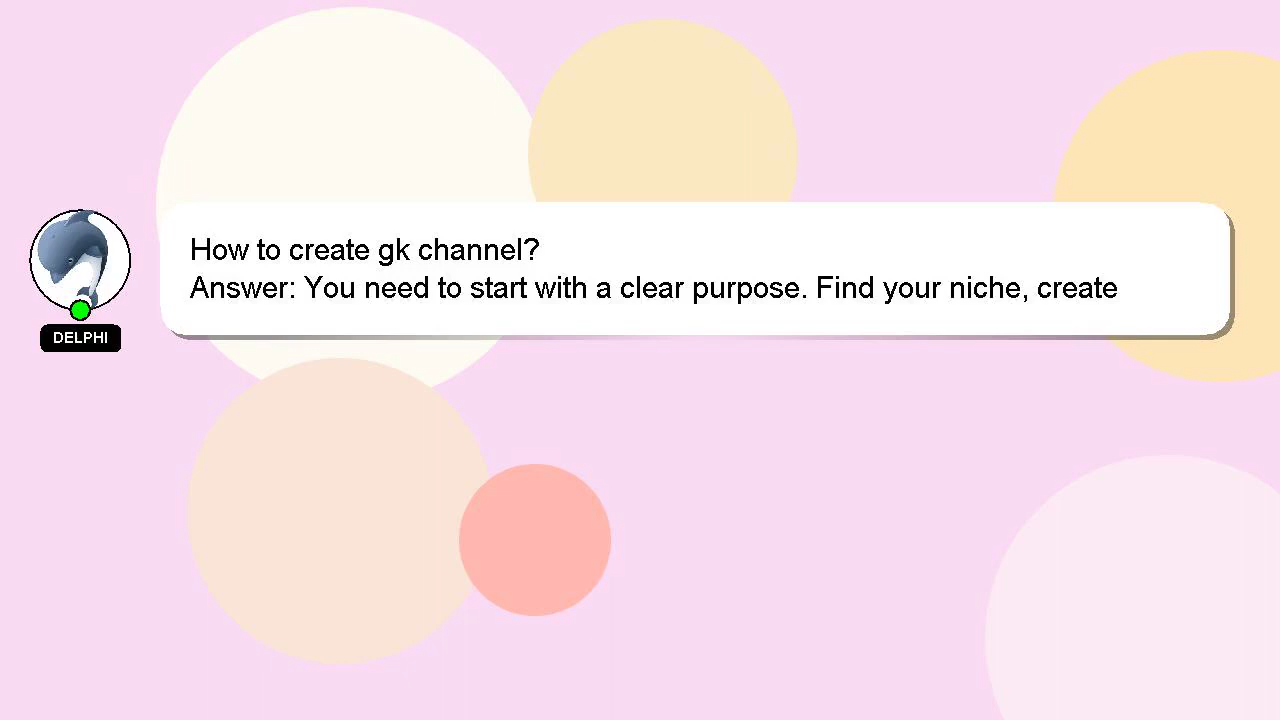 How to create gk channel?
Answer: You need to start with a clear purpose. Find your niche, create
DELPHI